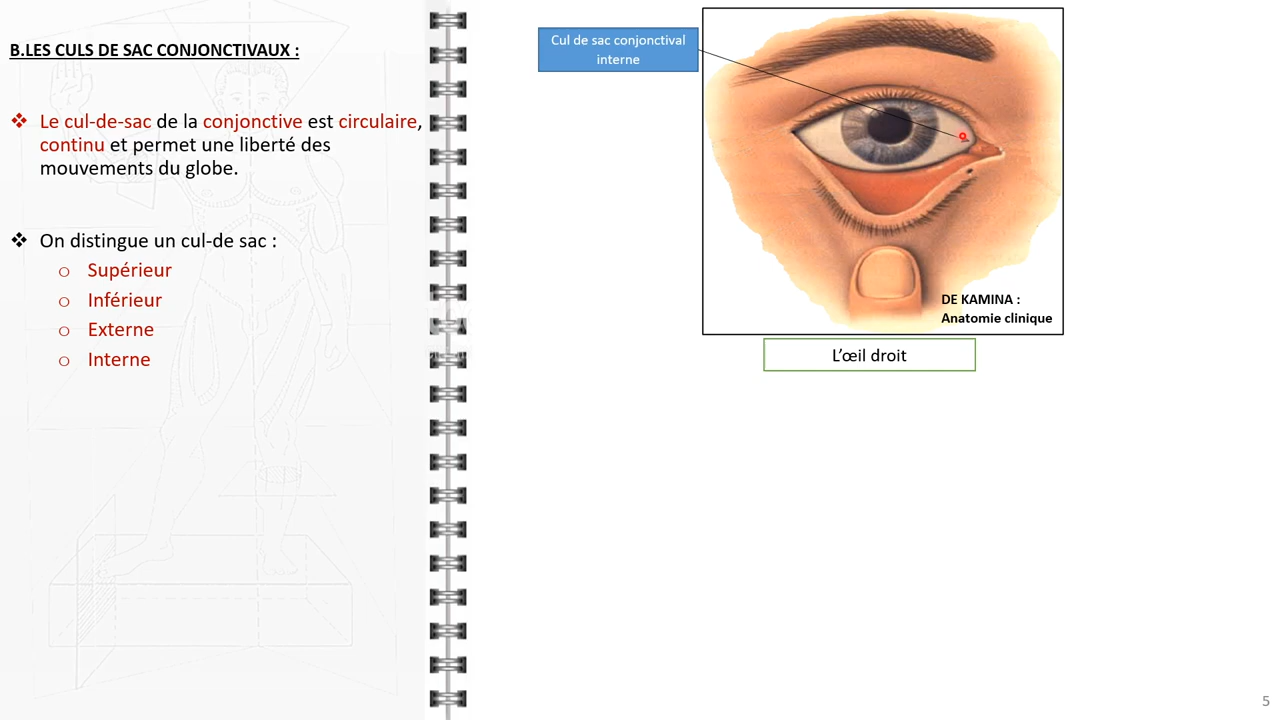 B.LES CULS DE SAC CONJONCTIVAUX :
❖ Le cul-de-sac de la conjonctive est circulaire,
continu et permet une liberté des
mouvements du globe.
❖ On distingue un cul-de sac :
o Supérieur
o Inférieur
o Externe
o Interne
Cul de sac conjonctival
interne
DE KAMINA :
Anatomie clinique
L’œil droit
5